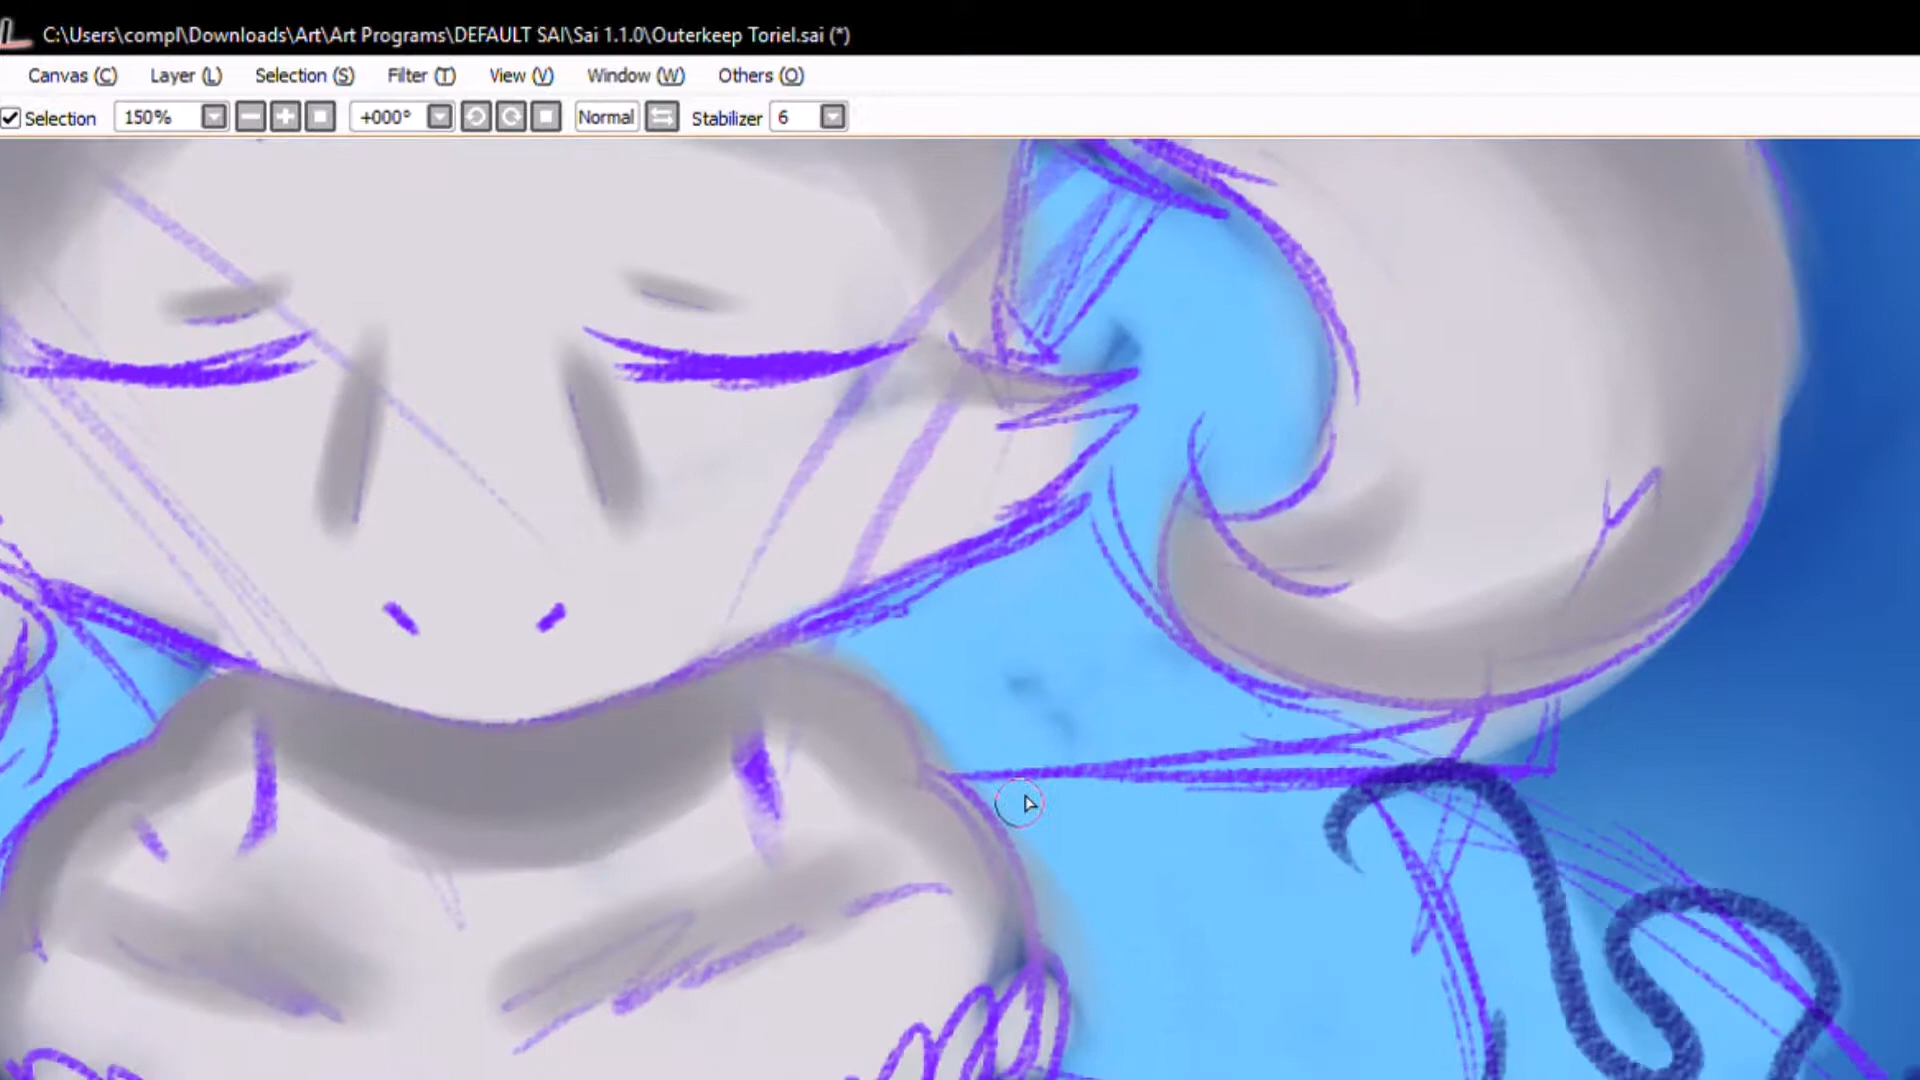 C:\Users\compl\Downloads\Art\Art Programs\DEFAULT SAI\Sai 1.1.0\Outerkeep Toriel.sai (*)
Canvas (C) Layer (L) Selection (S) Filter (T) View (V) Window (W) Others (O)
Selection 150% +000° Normal Stabilizer 6